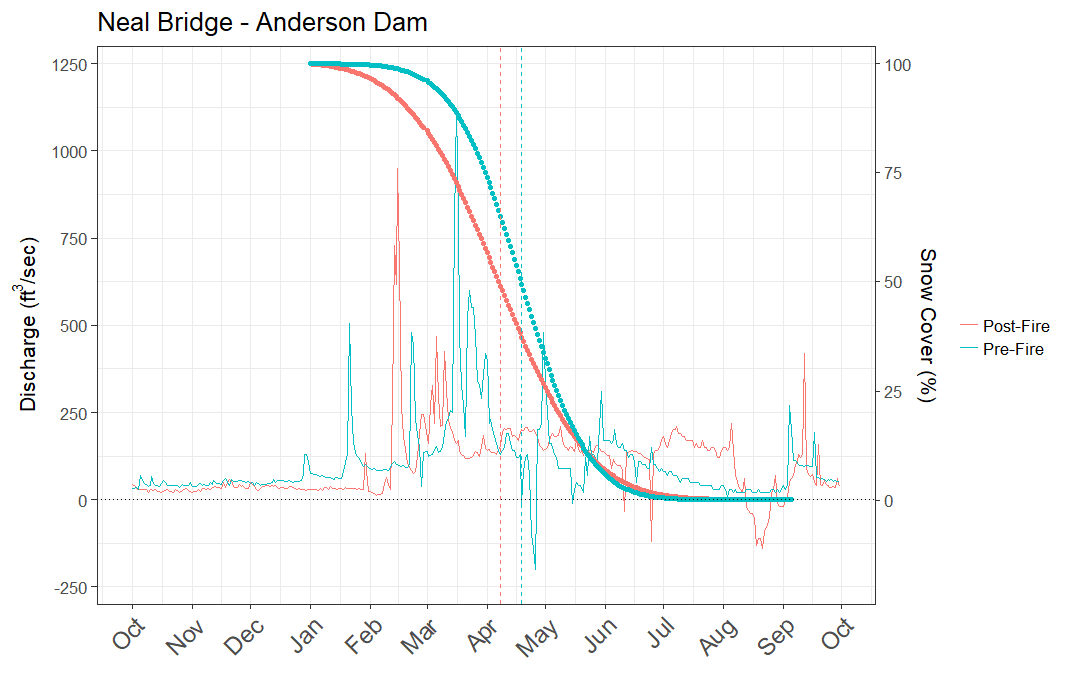 Neal Bridge - Anderson Dam
1250
1000
750
500
250
0
-250
Discharge (ft³/sec)
100
75
50
25
0
Snow Cover (%)
Oct
Nov
Dec
Jan
Feb
Mar
Apr
May
Jun
Jul
Aug
Sep
Oct
Post-Fire
Pre-Fire